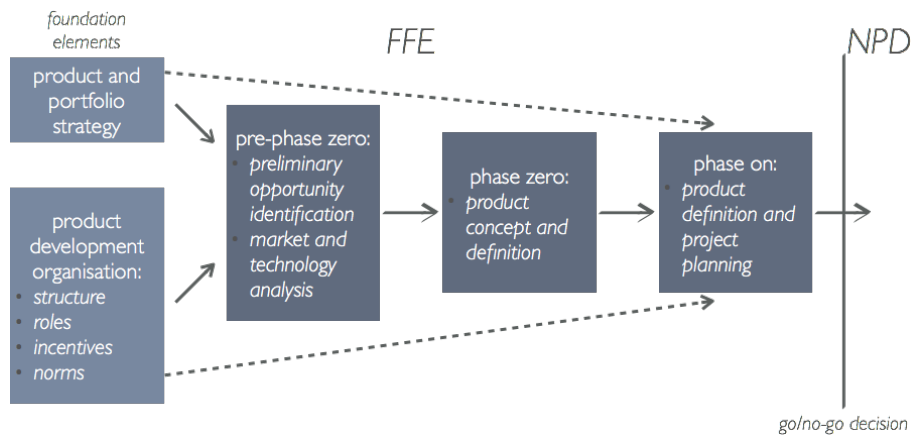 foundation
elements
FFE
NPD
product and
portfolio
strategy
pre-phase zero:
• preliminary
opportunity
identification
• market and
technology
analysis
phase zero:
• product
concept and
definition
phase on:
• product
definition and
project
planning
product
development
organisation:
• structure
• roles
• incentives
• norms
go/no-go decision